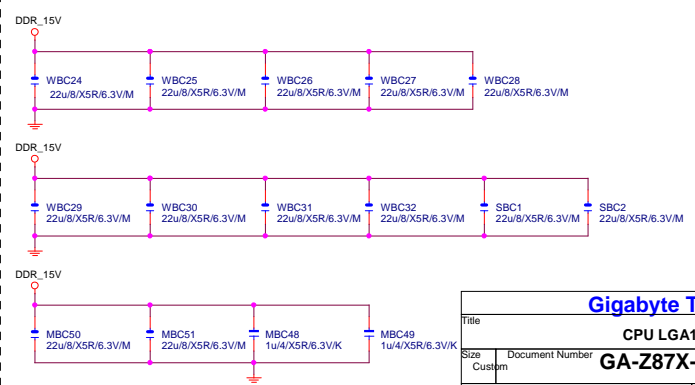 DDR_15V
WBC24 WBC25 WBC26 WBC27 WBC28
22u/8/X5R/6.3V/M 22u/8/X5R/6.3V/M 22u/8/X5R/6.3V/M 22u/8/X5R/6.3V/M 22u/8/X5R/6.3V/M
DDR_15V
WBC29 WBC30 WBC31 WBC32 SBC1 SBC2
22u/8/X5R/6.3V/M 22u/8/X5R/6.3V/M 22u/8/X5R/6.3V/M 22u/8/X5R/6.3V/M 22u/8/X5R/6.3V/M 22u/8/X5R/6.3V/M
DDR_15V
MBC50 MBC51 MBC48 MBC49
22u/8/X5R/6.3V/M 22u/8/X5R/6.3V/M 1u/4/X5R/6.3V/K 1u/4/X5R/6.3V/K
Gigabyte T
Title
CPU LGA1
Size Document Number GA-Z87X-
Custom